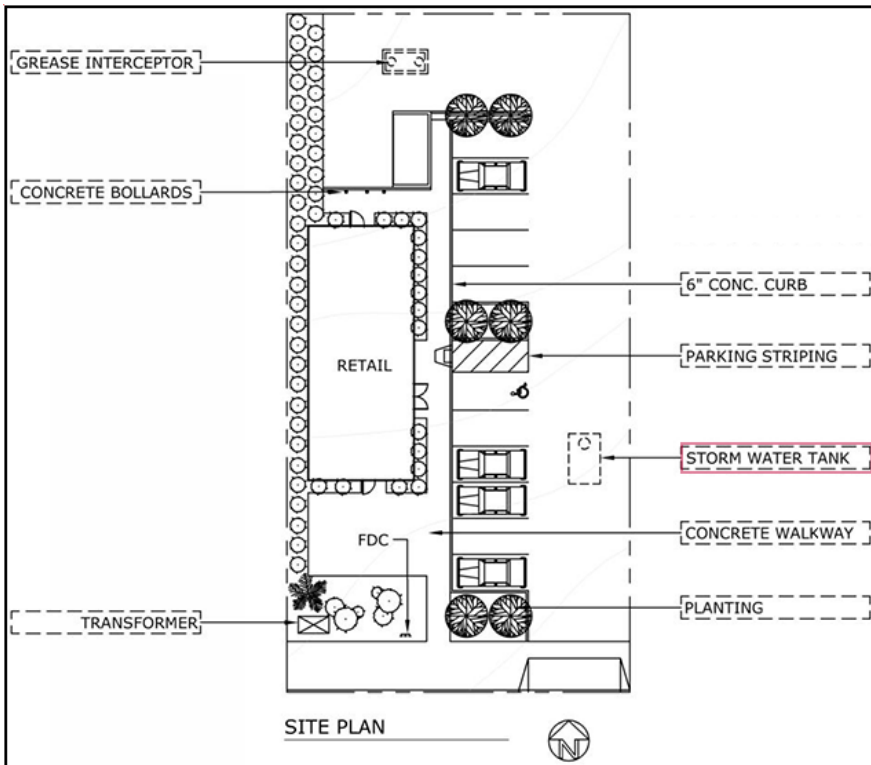 GREASE INTERCEPTOR
CONCRETE BOLLARDS
6" CONC. CURB
RETAIL
PARKING STRIPING
STORM WATER TANK
FDC
CONCRETE WALKWAY
PLANTING
TRANSFORMER
SITE PLAN
N